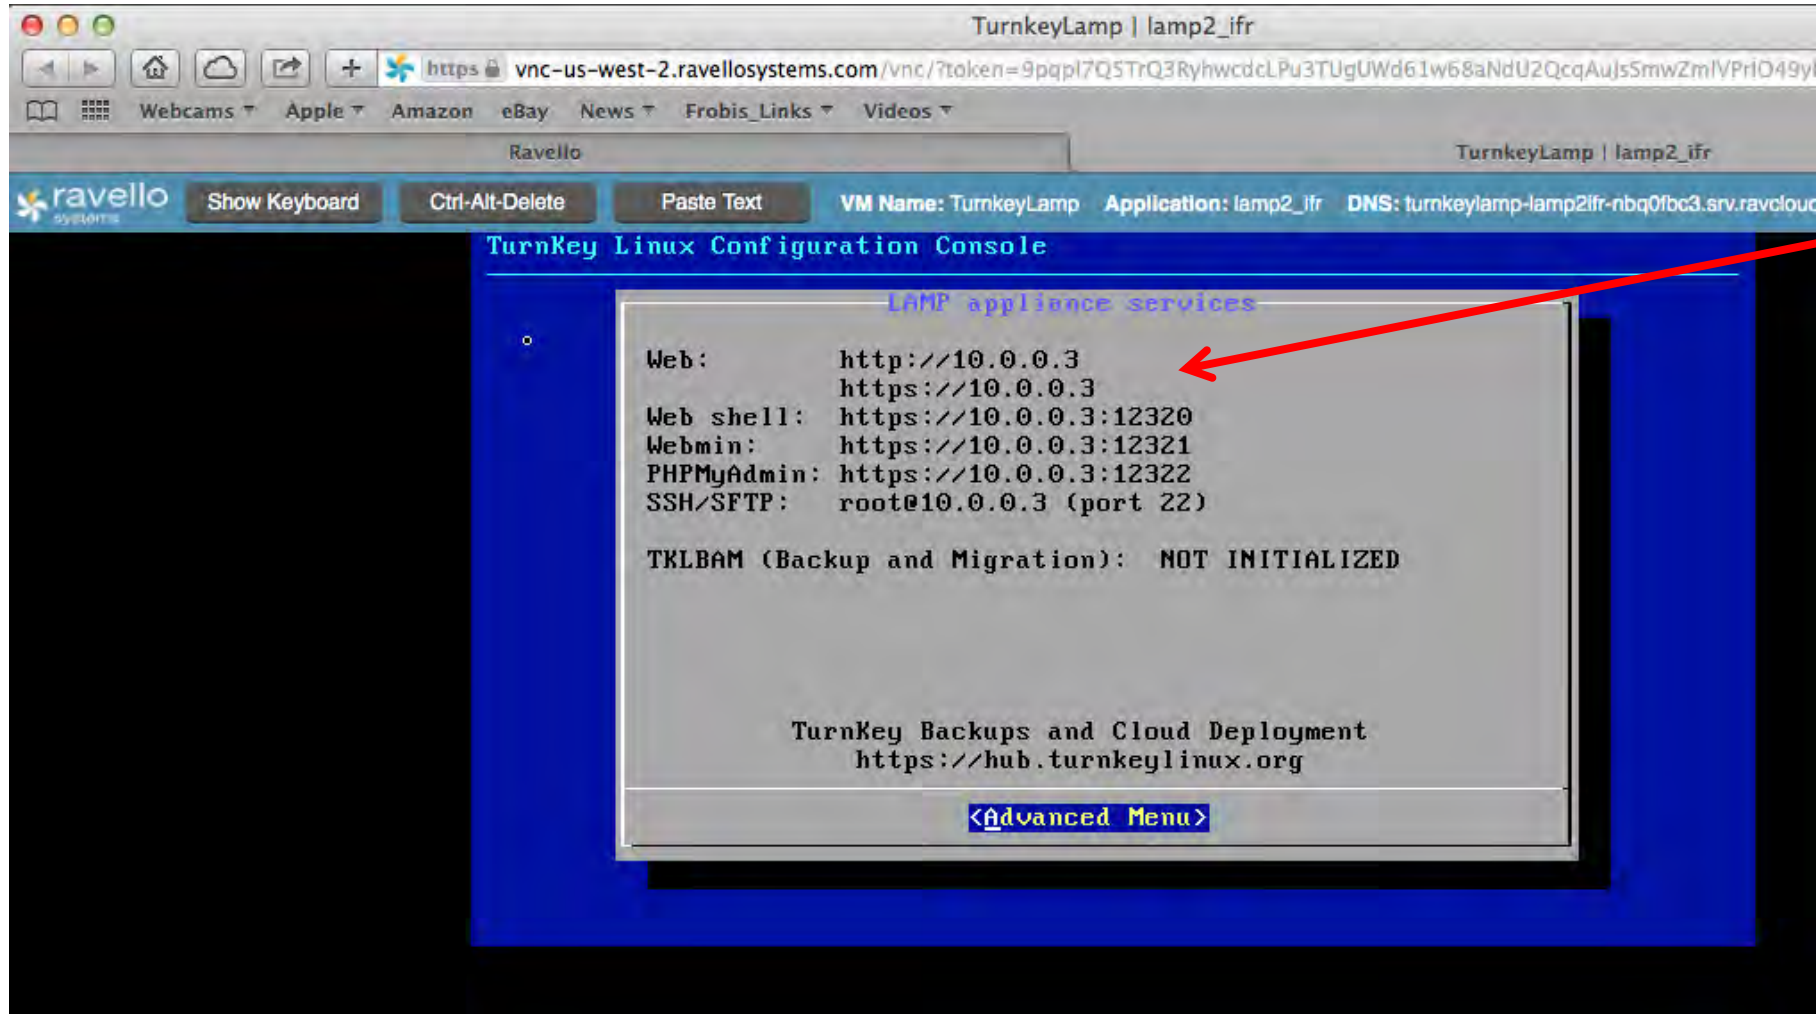 TurnkeyLamp | lamp2_ifr
https vnc-us-west-2.ravellosystems.com/vnc/?token=
Webcams Apple Amazon eBay News Frobis_Links Videos
Ravello TurnkeyLamp | lamp2_ifr
ravello systems Show Keyboard Ctrl-Alt-Delete Paste Text VM Name: TurnkeyLamp Application: lamp2_ifr DNS: turnkeylamp-lamp2ifr-nbq0fbc3.srv.ravcloud
TurnKey Linux Configuration Console
LAMP appliance services
Web: http://10.0.0.3
https://10.0.0.3
Web shell: https://10.0.0.3:12320
Webmin: https://10.0.0.3:12321
PHPMyAdmin: https://10.0.0.3:12322
SSH/SFTP: root@10.0.0.3 (port 22)
TKLBAM (Backup and Migration): NOT INITIALIZED
TurnKey Backups and Cloud Deployment
https://hub.turnkeylinux.org
<Advanced Menu>